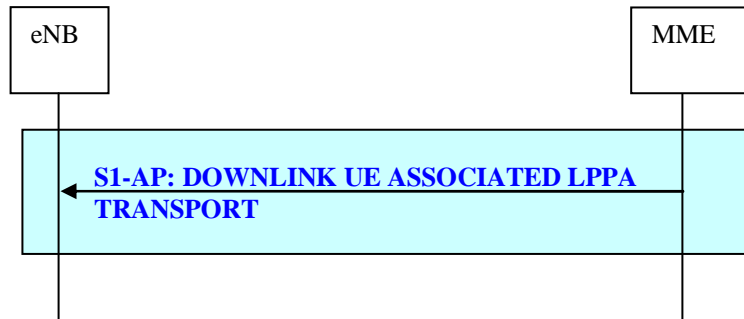 eNB
MME
S1-AP: DOWNLINK UE ASSOCIATED LPPA
TRANSPORT